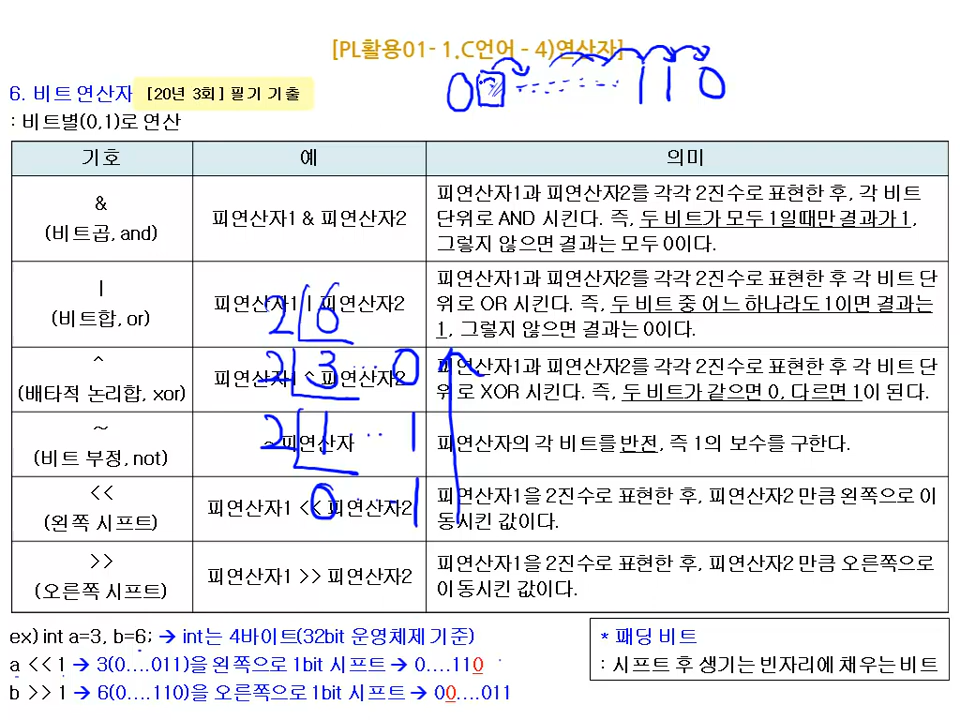 [PL활용01- 1.C언어 - 4)연산자]
0 1 1 0
6. 비트 연산자 [20년 3회] 필기 기출
: 비트별(0,1)로 연산
기호 예 의미
&
(비트곱, and)
피연산자1 & 피연산자2
피연산자1과 피연산자2를 각각 2진수로 표현한 후, 각 비트
단위로 AND 시킨다. 즉, 두 비트가 모두 1일때만 결과가 1,
그렇지 않으면 결과는 모두 0이다.
|
(비트합, or)
피연산자1 | 피연산자2
피연산자1과 피연산자2를 각각 2진수로 표현한 후 각 비트 단
위로 OR 시킨다. 즉, 두 비트 중 어느 하나라도 1이면 결과는
1, 그렇지 않으면 결과는 0이다.
^
(배타적 논리합, xor)
피연산자1 ^ 피연산자2
피연산자1과 피연산자2를 각각 2진수로 표현한 후 각 비트 단
위로 XOR 시킨다. 즉, 두 비트가 같으면 0, 다르면 1이 된다.
~
(비트 부정, not)
~ 피연산자
피연산자의 각 비트를 반전, 즉 1의 보수를 구한다.
<<
(왼쪽 시프트)
피연산자1 << 피연산자2
피연산자1을 2진수로 표현한 후, 피연산자2 만큼 왼쪽으로 이
동시킨 값이다.
>>
(오른쪽 시프트)
피연산자1 >> 피연산자2
피연산자1을 2진수로 표현한 후, 피연산자2 만큼 오른쪽으로
이동시킨 값이다.
2 6
2 3 ·· 0
2 1 ·· 1
0 ·· 1
ex) int a=3, b=6; → int는 4바이트(32bit 운영체제 기준)
a << 1 → 3(0....011)을 왼쪽으로 1bit 시프트 → 0....110
b >> 1 → 6(0....110)을 오른쪽으로 1bit 시프트 → 00....011
* 패딩 비트
: 시프트 후 생기는 빈자리에 채우는 비트